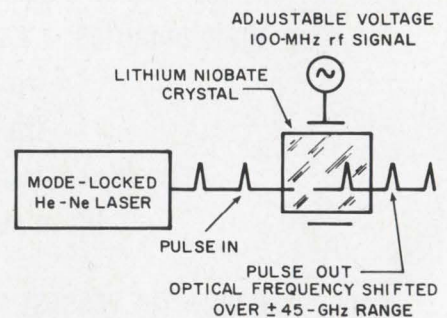 ADJUSTABLE VOLTAGE
100-MHz rf SIGNAL
LITHIUM NIOBATE
CRYSTAL
MODE-LOCKED
He-Ne LASER
PULSE IN
PULSE OUT
OPTICAL FREQUENCY SHIFTED
OVER ±45-GHz RANGE